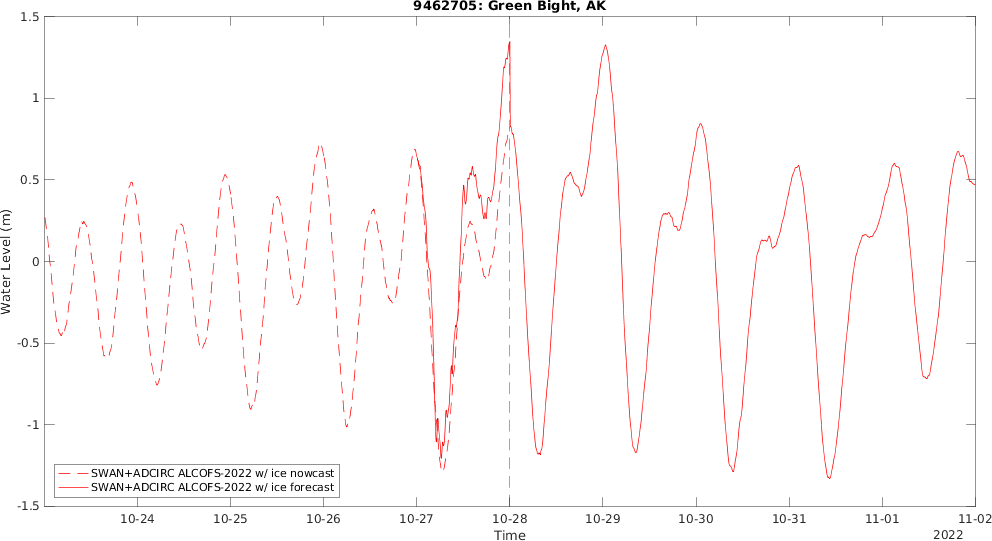 9462705: Green Bight, AK
1.5
1
0.5
0
-0.5
-1
-1.5
Water Level (m)
SWAN+ADCIRC ALCOFS-2022 w/ ice nowcast
SWAN+ADCIRC ALCOFS-2022 w/ ice forecast
10-24 10-25 10-26 10-27 10-28 10-29 10-30 10-31 11-01 11-02
Time
2022